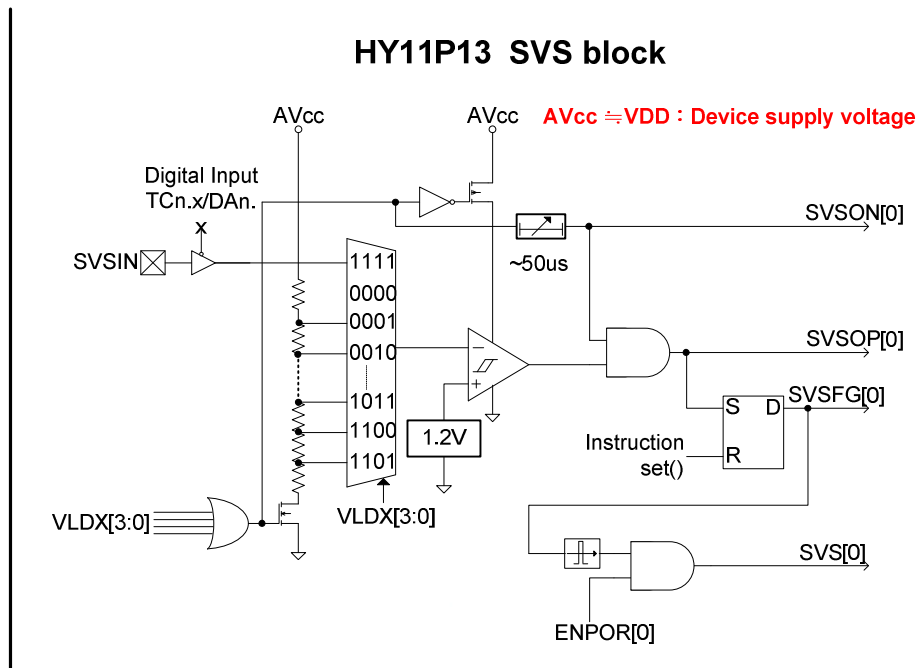 HY11P13 SVS block
AVcc
AVcc
AVcc ≒VDD：Device supply voltage
Digital Input
TCn.x/DAn.
x
SVSIN
SVSON[0]
~50us
1111
0000
0001
0010
1011
1100
1101
−
+
1.2V
SVSOP[0]
S D
R
SVSFG[0]
Instruction
set()
VLDX[3:0]
VLDX[3:0]
SVS[0]
ENPOR[0]